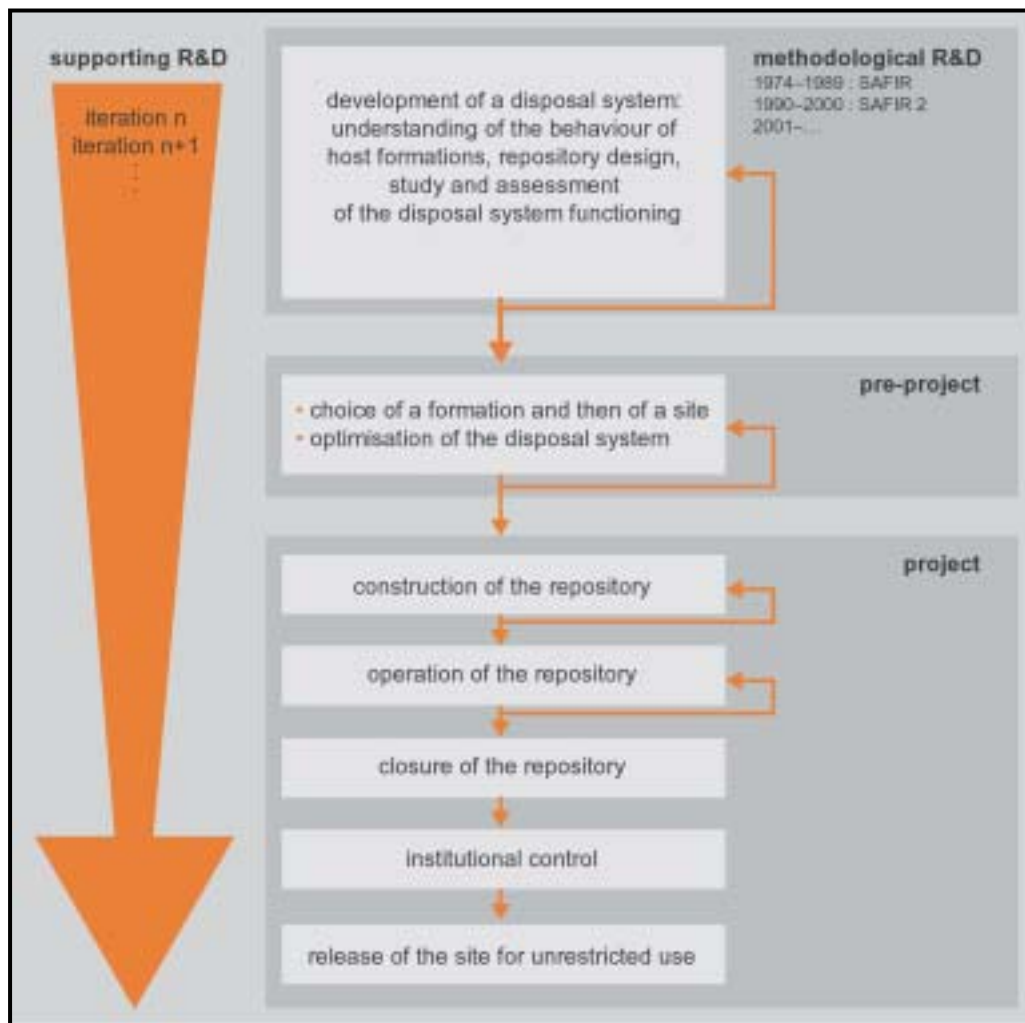 supporting R&D
iteration n
iteration n+1
methodological R&D
1974–1989 : SAFIR
1990–2000 : SAFIR 2
2001–...
development of a disposal system:
understanding of the behaviour of
host formations, repository design,
study and assessment
of the disposal system functioning
pre-project
• choice of a formation and then of a site
• optimisation of the disposal system
project
construction of the repository
operation of the repository
closure of the repository
institutional control
release of the site for unrestricted use